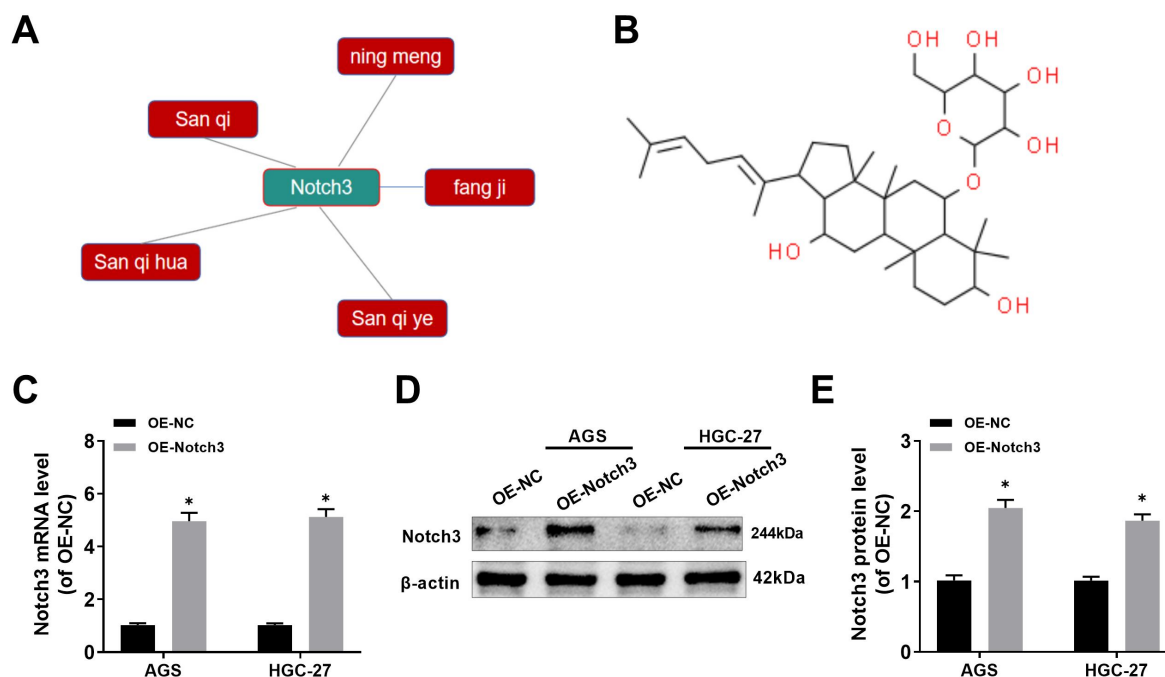 A
ning meng
San qi
Notch3
fang ji
San qi hua
San qi ye
B
OH
OH
OH
O
OH
O
HO
OH
C
OE-NC
OE-Notch3
Notch3 mRNA level
(of OE-NC)
8
6
4
2
0
*
*
AGS
HGC-27
D
AGS
HGC-27
OE-NC
OE-Notch3
OE-NC
OE-Notch3
Notch3
244kDa
β-actin
42kDa
E
OE-NC
OE-Notch3
Notch3 protein level
(of OE-NC)
3
2
1
0
*
*
AGS
HGC-27